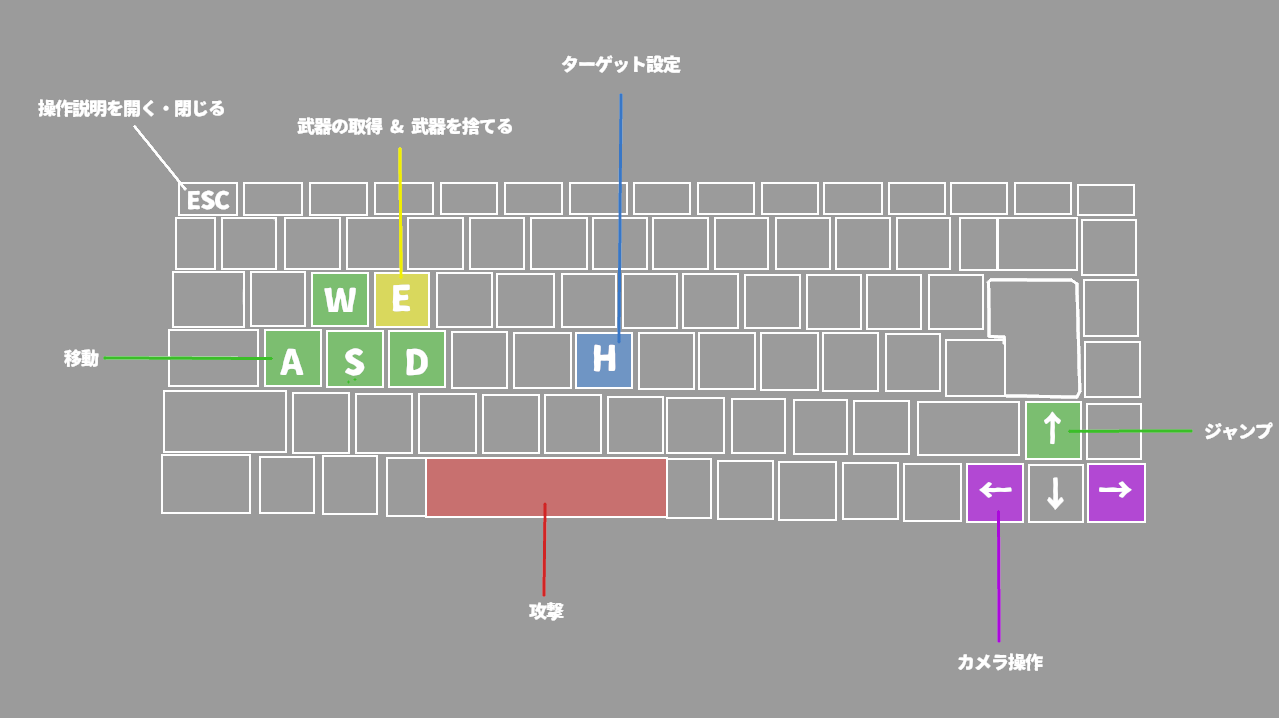 ターゲット設定
操作説明を開く・閉じる
武器の取得 & 武器を捨てる
ESC
W E
移動
A S D H
↑
ジャンプ
← ↓ →
攻撃
カメラ操作